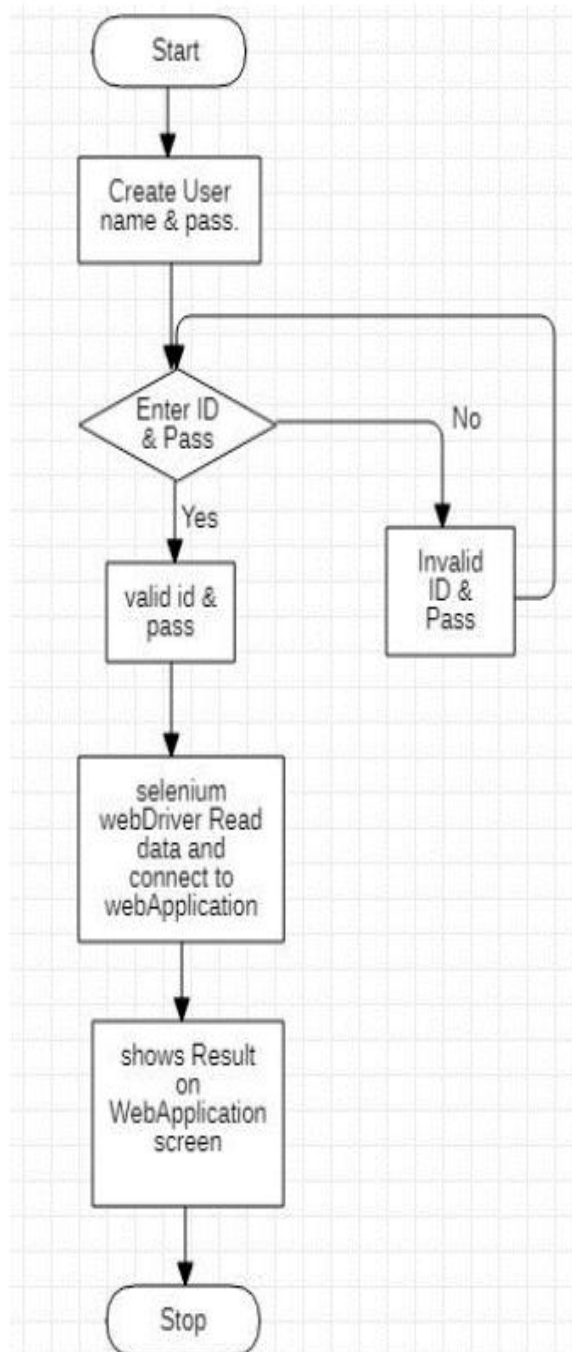 Start
Create User
name & pass.
Enter ID
& Pass
No
Yes
Invalid
ID &
Pass
valid id &
pass
selenium
webDriver Read
data and
connect to
webApplication
shows Result
on
WebApplication
screen
Stop